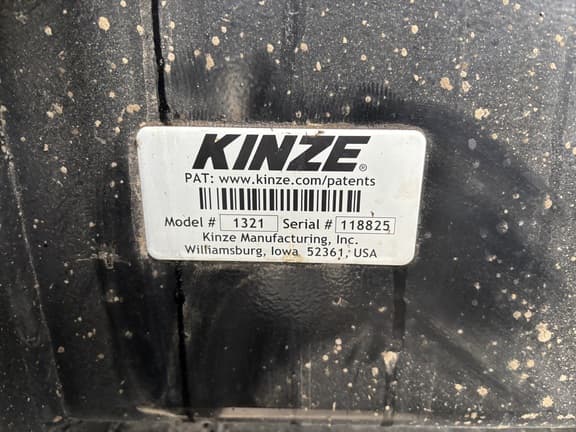 KINZE®
PAT: www.kinze.com/patents
Model # 1321 Serial # 118825
Kinze Manufacturing, Inc.
Williamsburg, Iowa 52361, USA